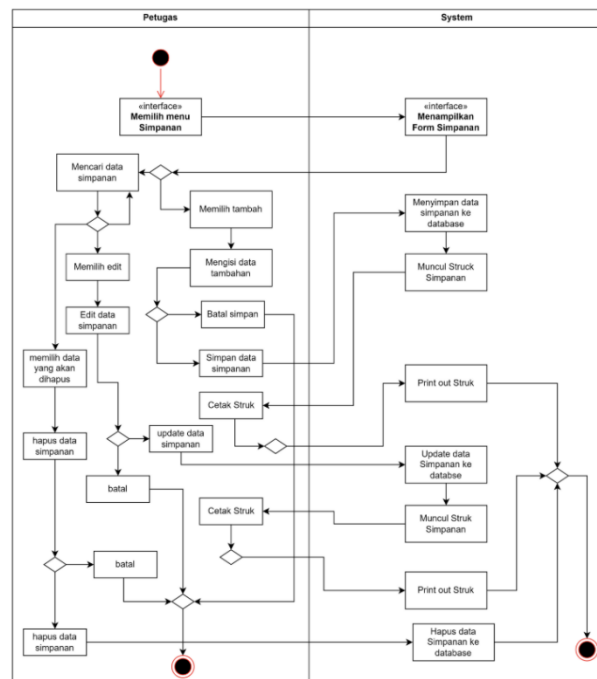 Petugas
System
«interface»
Memilih menu
Simpanan
«interface»
Menampilkan
Form Simpanan
Mencari data
simpanan
Memilih tambah
Menyimpan data
simpanan ke
database
Memilih edit
Mengisi data
tambahan
Muncul Struck
Simpanan
Edit data
simpanan
Batal simpan
memilih data
yang akan
dihapus
Simpan data
simpanan
Print out Struk
Cetak Struk
hapus data
simpanan
update data
simpanan
Update data
Simpanan ke
databse
batal
Cetak Struk
Muncul Struk
Simpanan
batal
Print out Struk
hapus data
simpanan
Hapus data
Simpanan ke
database